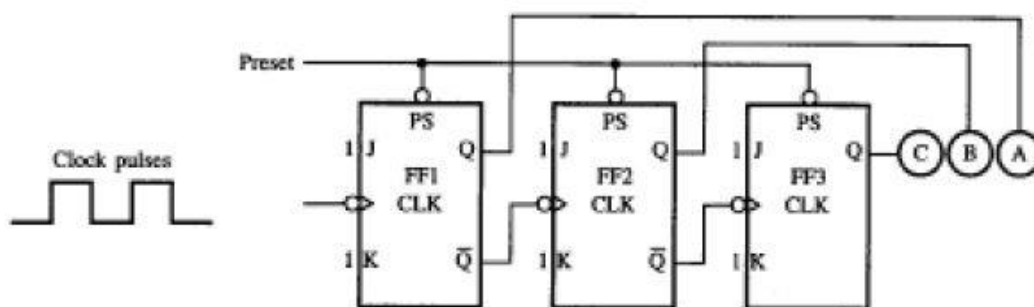 Preset
PS PS PS
1 J Q 1 J Q 1 J Q C B A
Clock pulses
FF1 FF2 FF3
CLK CLK CLK
1 K Q̅ 1 K Q̅ 1 K